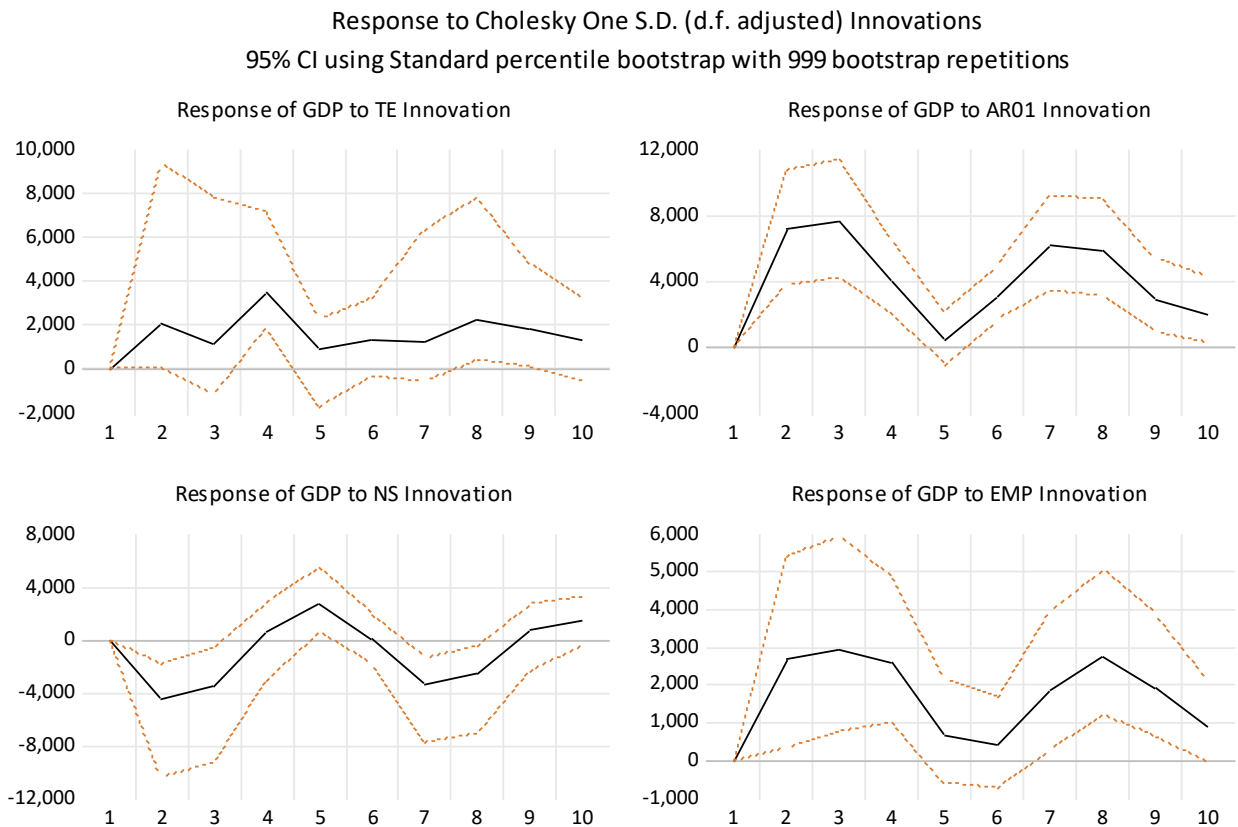 Response to Cholesky One S.D. (d.f. adjusted) Innovations
95% CI using Standard percentile bootstrap with 999 bootstrap repetitions
Response of GDP to TE Innovation
10,000
8,000
6,000
4,000
2,000
0
-2,000
1 2 3 4 5 6 7 8 9 10
Response of GDP to AR01 Innovation
12,000
8,000
4,000
0
-4,000
1 2 3 4 5 6 7 8 9 10
Response of GDP to NS Innovation
8,000
4,000
0
-4,000
-8,000
-12,000
1 2 3 4 5 6 7 8 9 10
Response of GDP to EMP Innovation
6,000
5,000
4,000
3,000
2,000
1,000
0
-1,000
1 2 3 4 5 6 7 8 9 10